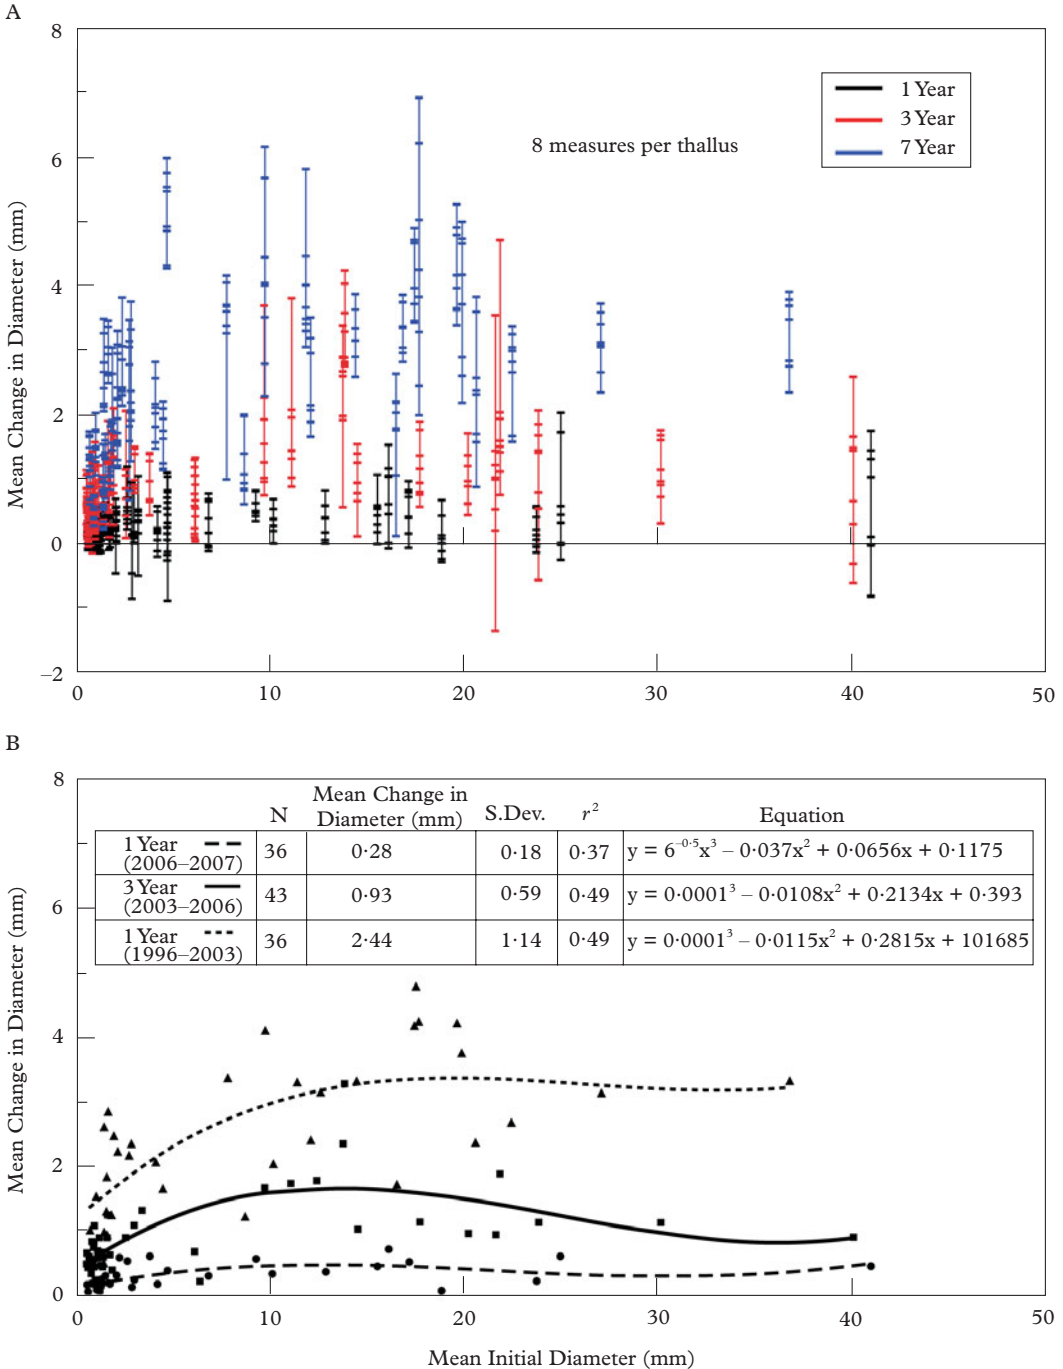 A
8
6
4
2
0
–2
Mean Change in Diameter (mm)
1 Year
3 Year
7 Year
8 measures per thallus
0 10 20 30 40 50
B
8
6
4
2
0
Mean Change in Diameter (mm)
N Mean Change in Diameter (mm) S.Dev. r² Equation
1 Year (2006–2007) 36 0·28 0·18 0·37 y = 6⁻⁰·⁵x³ – 0·037x² + 0·0656x + 0·1175
3 Year (2003–2006) 43 0·93 0·59 0·49 y = 0·0001³ – 0·0108x² + 0·2134x + 0·393
1 Year (1996–2003) 36 2·44 1·14 0·49 y = 0·0001³ – 0·0115x² + 0·2815x + 101685
0 10 20 30 40 50
Mean Initial Diameter (mm)